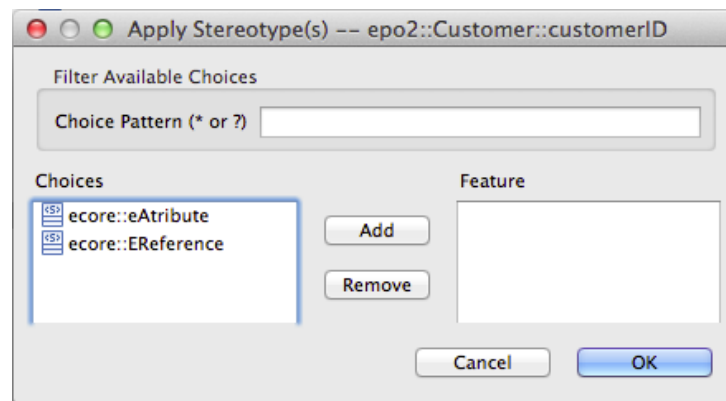 Apply Stereotype(s) -- epo2::Customer::customerID
Filter Available Choices
Choice Pattern (* or ?)
Choices
Feature
<S> ecore::eAtribute
<S> ecore::EReference
Add
Remove
Cancel
OK